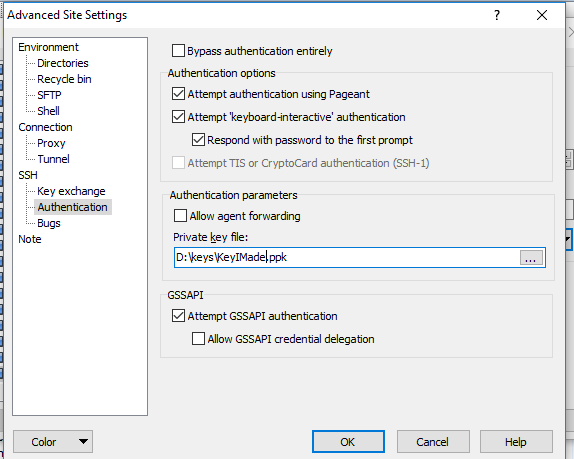 Advanced Site Settings
?
Environment
Directories
Recycle bin
SFTP
Shell
Connection
Proxy
Tunnel
SSH
Key exchange
Authentication
Bugs
Note
Bypass authentication entirely
Authentication options
Attempt authentication using Pageant
Attempt 'keyboard-interactive' authentication
Respond with password to the first prompt
Attempt TIS or CryptoCard authentication (SSH-1)
Authentication parameters
Allow agent forwarding
Private key file:
D:\keys\KeyIMade.ppk
...
GSSAPI
Attempt GSSAPI authentication
Allow GSSAPI credential delegation
Color
OK
Cancel
Help